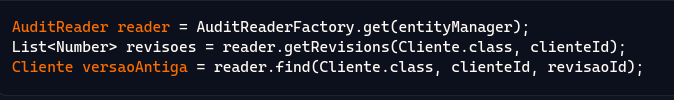 AuditReader reader = AuditReaderFactory.get(entityManager);
List<Number> revisoes = reader.getRevisions(Cliente.class, clienteId);
Cliente versaoAntiga = reader.find(Cliente.class, clienteId, revisaoId);